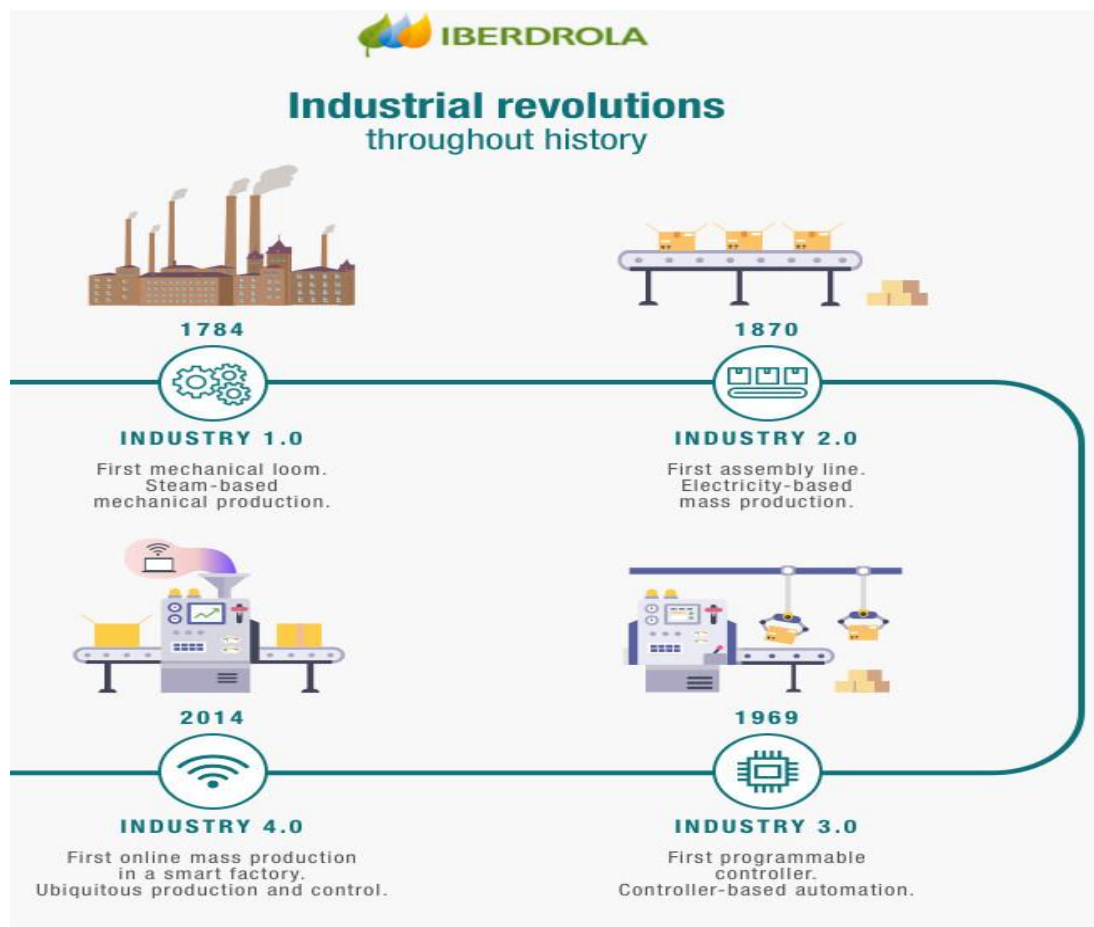 IBERDROLA
Industrial revolutions
throughout history
1784
INDUSTRY 1.0
First mechanical loom.
Steam-based
mechanical production.
1870
INDUSTRY 2.0
First assembly line.
Electricity-based
mass production.
2014
INDUSTRY 4.0
First online mass production
in a smart factory.
Ubiquitous production and control.
1969
INDUSTRY 3.0
First programmable
controller.
Controller-based automation.